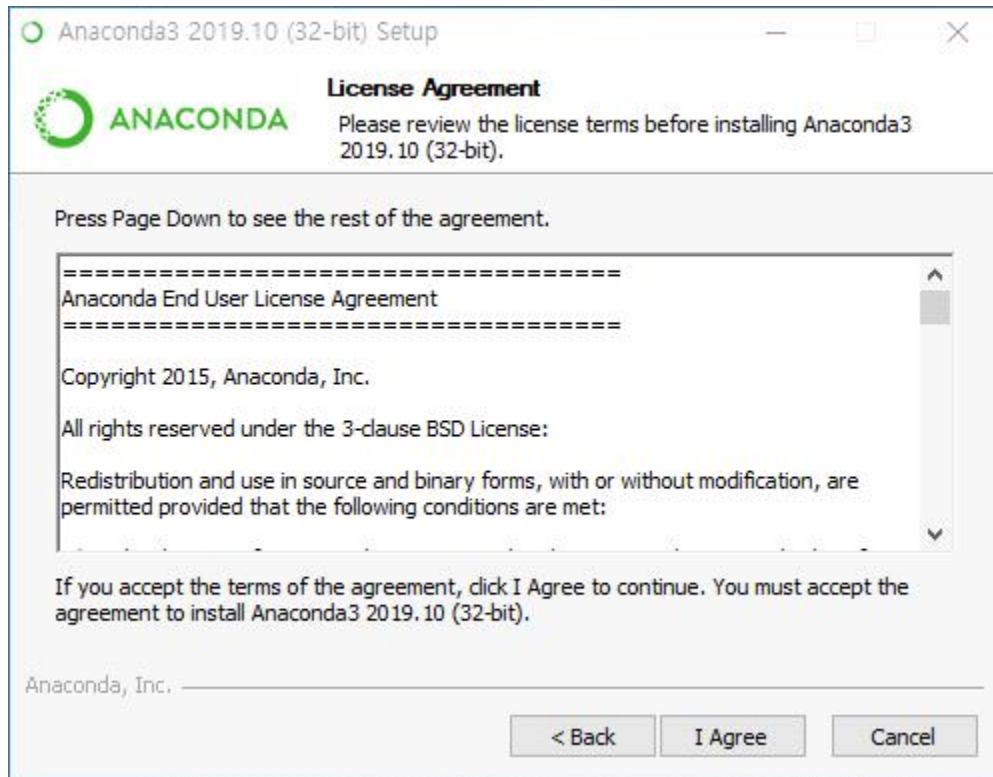 Anaconda3 2019.10 (32-bit) Setup
ANACONDA
License Agreement
Please review the license terms before installing Anaconda3
2019.10 (32-bit).
Press Page Down to see the rest of the agreement.
===================================
Anaconda End User License Agreement
===================================
Copyright 2015, Anaconda, Inc.
All rights reserved under the 3-clause BSD License:
Redistribution and use in source and binary forms, with or without modification, are
permitted provided that the following conditions are met:
If you accept the terms of the agreement, click I Agree to continue. You must accept the
agreement to install Anaconda3 2019.10 (32-bit).
Anaconda, Inc.
< Back
I Agree
Cancel